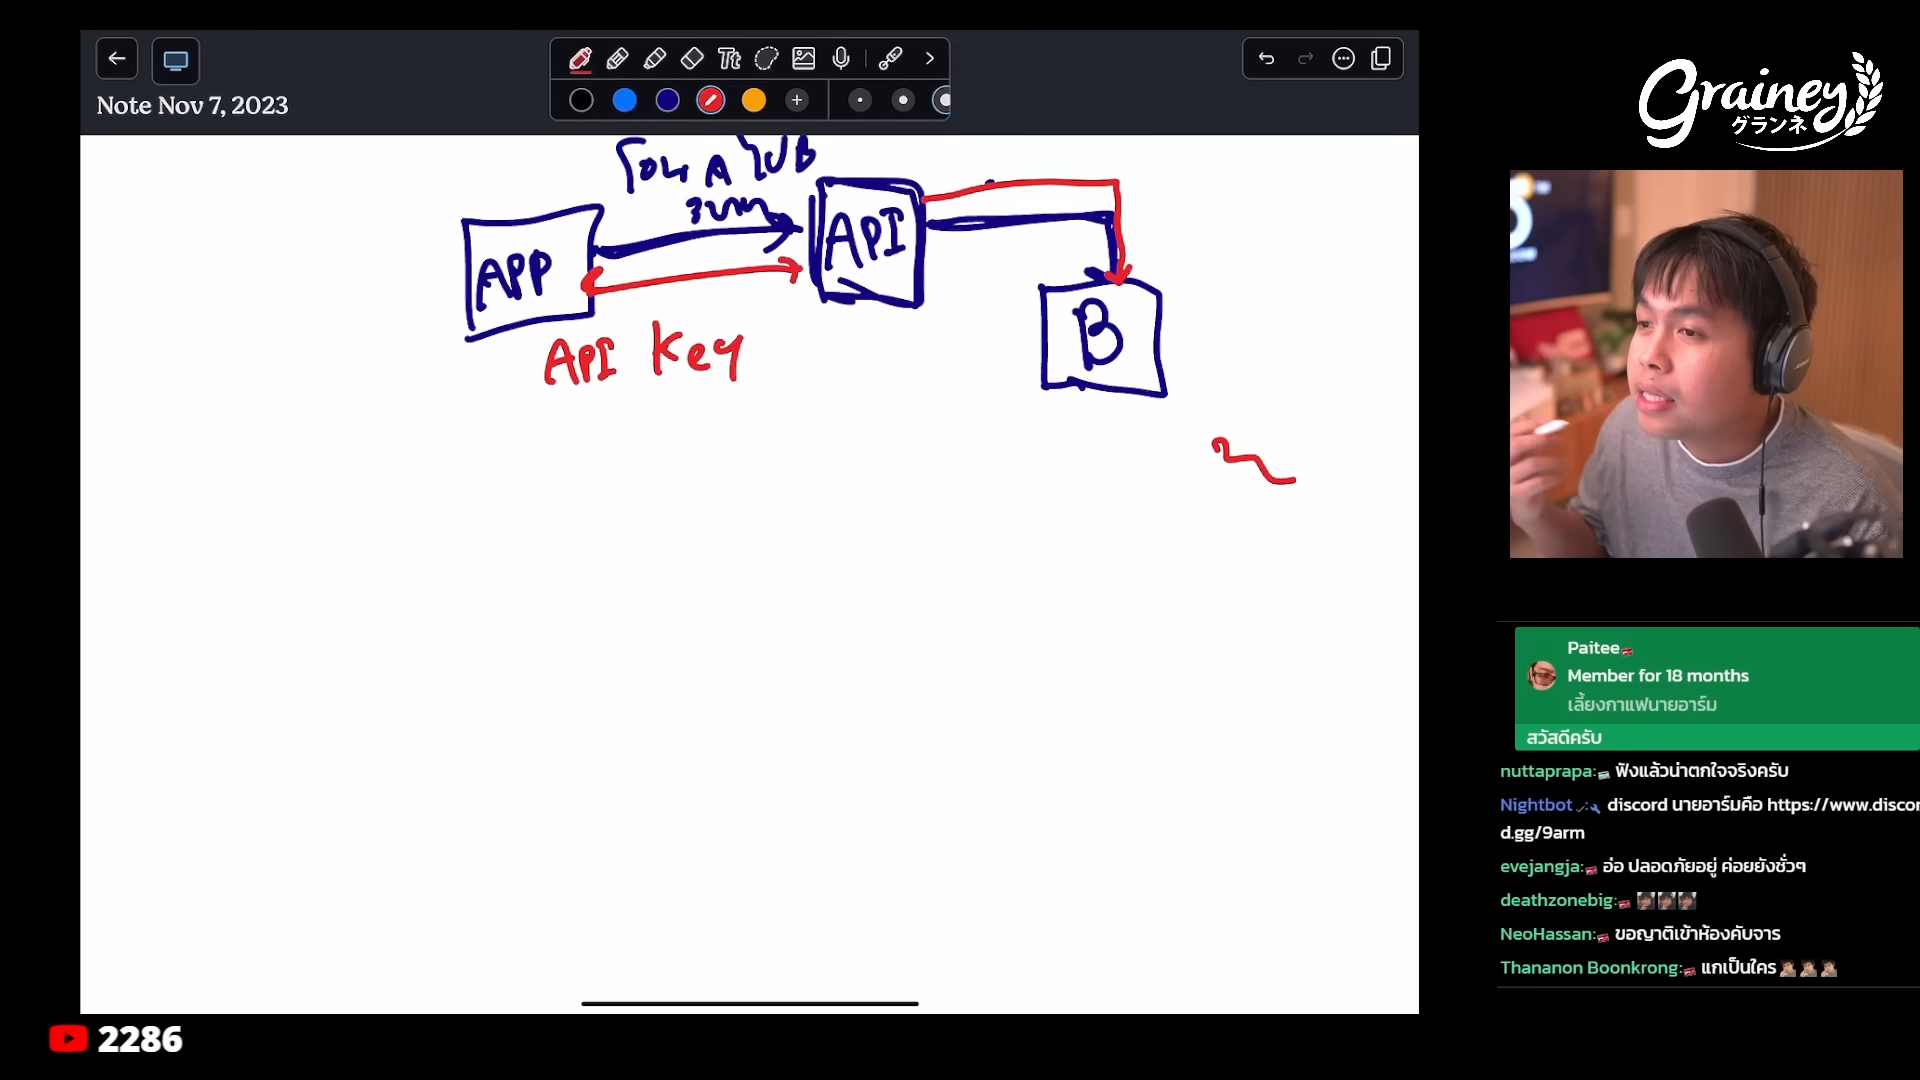 Note Nov 7, 2023
Tt
โอน A ไป B
APP
API
API Key
B
Grainey
グランネ
Paitee
Member for 18 months
เลี้ยงกาแฟนายอาร์ม
สวัสดีครับ
nuttaprapa: ฟังแล้วน่าตกใจจริงครับ
Nightbot : discord นายอาร์มคือ https://www.discor
d.gg/9arm
evejangja: อ่อ ปลอดภัยอยู่ ค่อยยังชั่วๆ
deathzonebig:
NeoHassan: ขอญาติเข้าห้องคับจาร
Thananon Boonkrong: แกเป็นใคร
2286